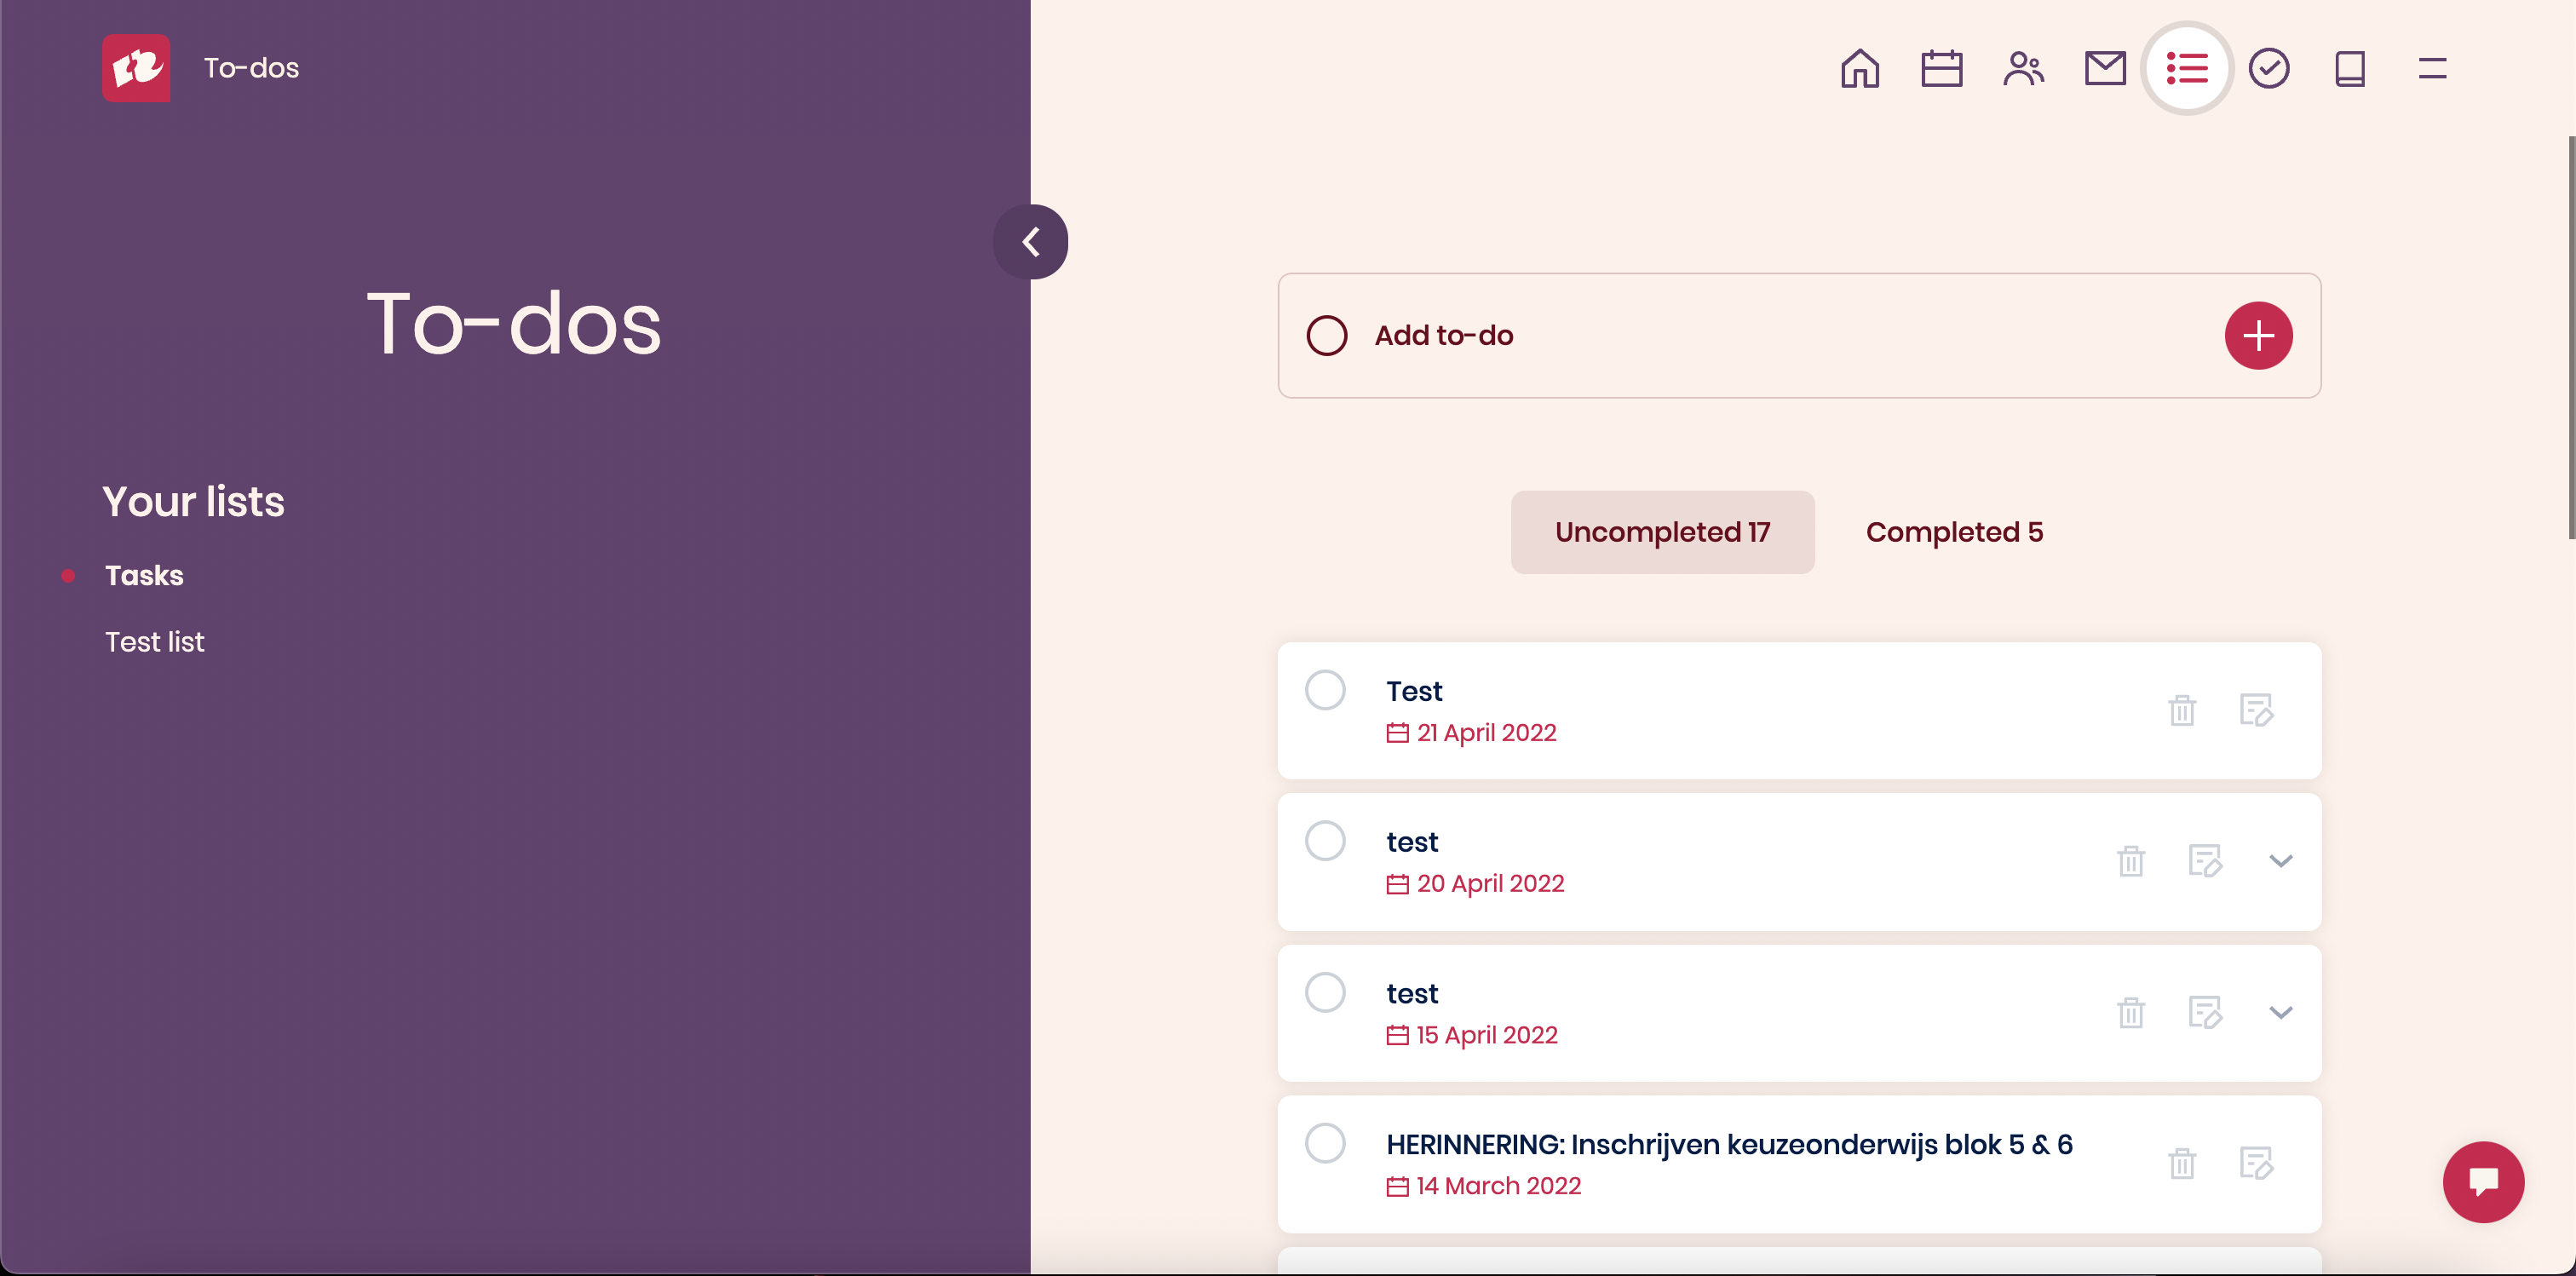 To-dos
To-dos
Your lists
Tasks
Test list
Add to-do
Uncompleted 17
Completed 5
Test
21 April 2022
test
20 April 2022
test
15 April 2022
HERINNERING: Inschrijven keuzeonderwijs blok 5 & 6
14 March 2022